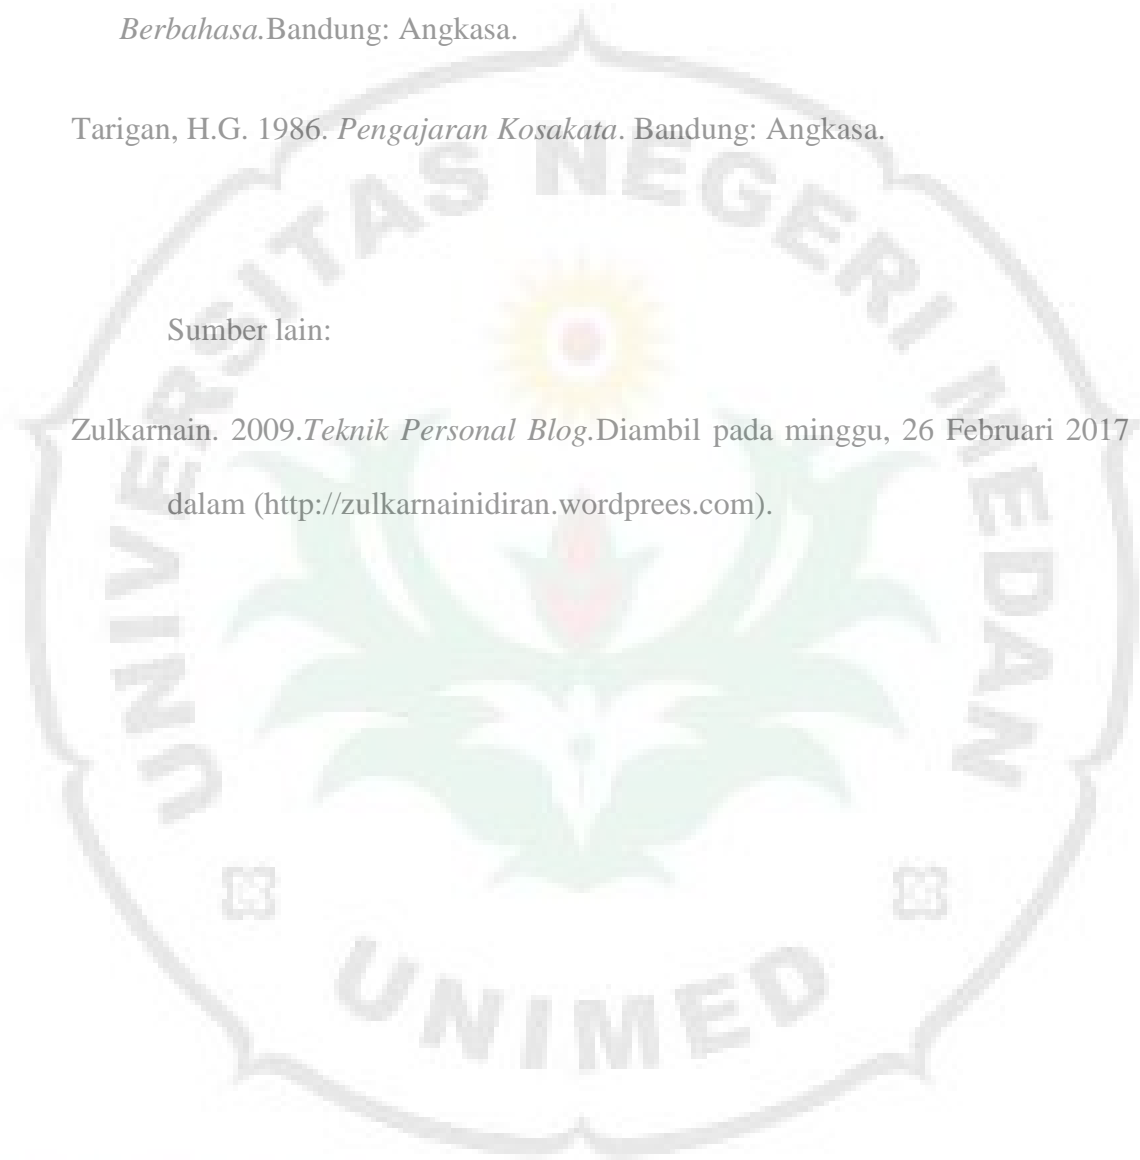 Berbahasa.Bandung: Angkasa.
Tarigan, H.G. 1986. Pengajaran Kosakata. Bandung: Angkasa.
Sumber lain:
Zulkarnain. 2009.Teknik Personal Blog.Diambil pada minggu, 26 Februari 2017
dalam (http://zulkarnainidiran.wordprees.com).
UNIVERSITAS NEGERI MEDAN
UNIMED